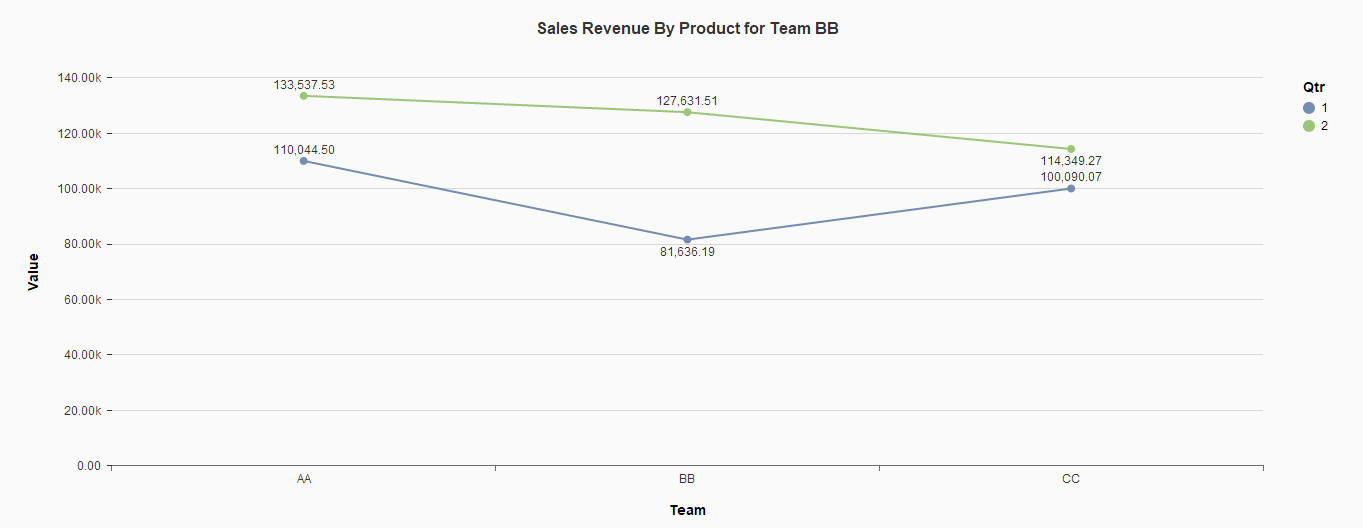 Sales Revenue By Product for Team BB
140.00k
120.00k
100.00k
80.00k
60.00k
40.00k
20.00k
0.00
Value
133,537.53
127,631.51
114,349.27
110,044.50
81,636.19
100,090.07
AA
BB
CC
Team
Qtr
1
2